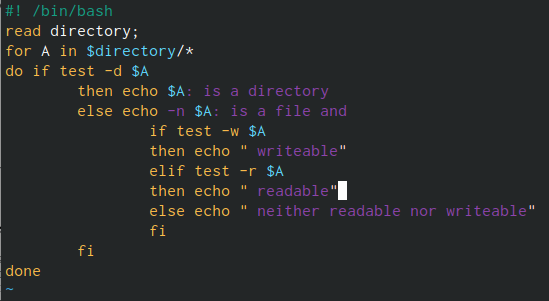 #! /bin/bash
read directory;
for A in $directory/*
do if test -d $A
then echo $A: is a directory
else echo -n $A: is a file and
if test -w $A
then echo " writeable"
elif test -r $A
then echo " readable"
else echo " neither readable nor writeable"
fi
fi
done
~